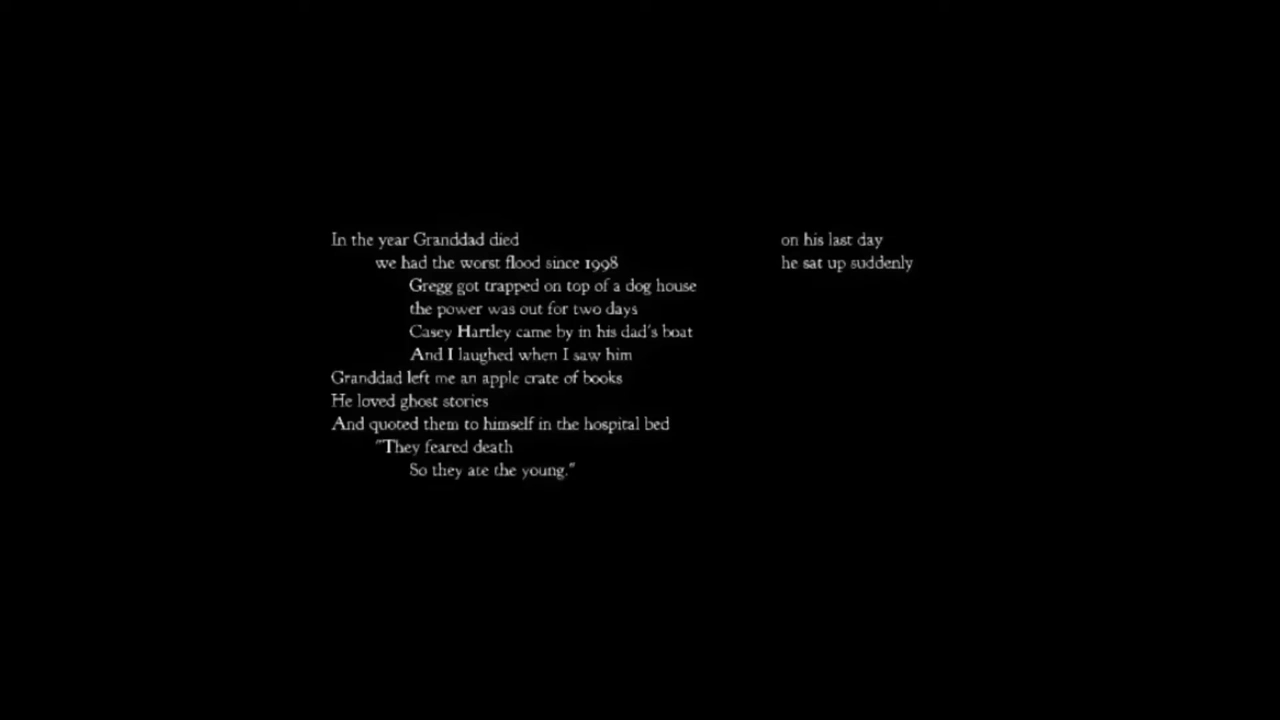 In the year Granddad died
we had the worst flood since 1998
Gregg got trapped on top of a dog house
the power was out for two days
Casey Hartley came by in his dad's boat
And I laughed when I saw him
Granddad left me an apple crate of books
He loved ghost stories
And quoted them to himself in the hospital bed
"They feared death
So they ate the young."
on his last day
he sat up suddenly